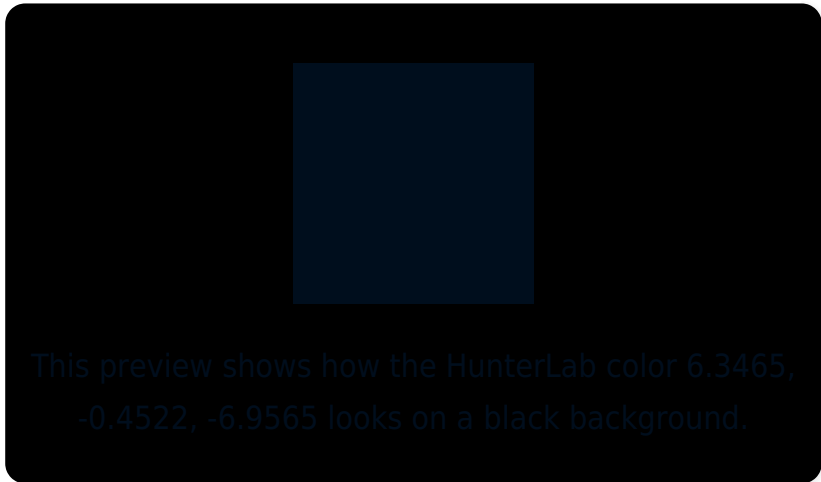 This preview shows how the HunterLab color 6.3465,
-0.4522, -6.9565 looks on a black background.